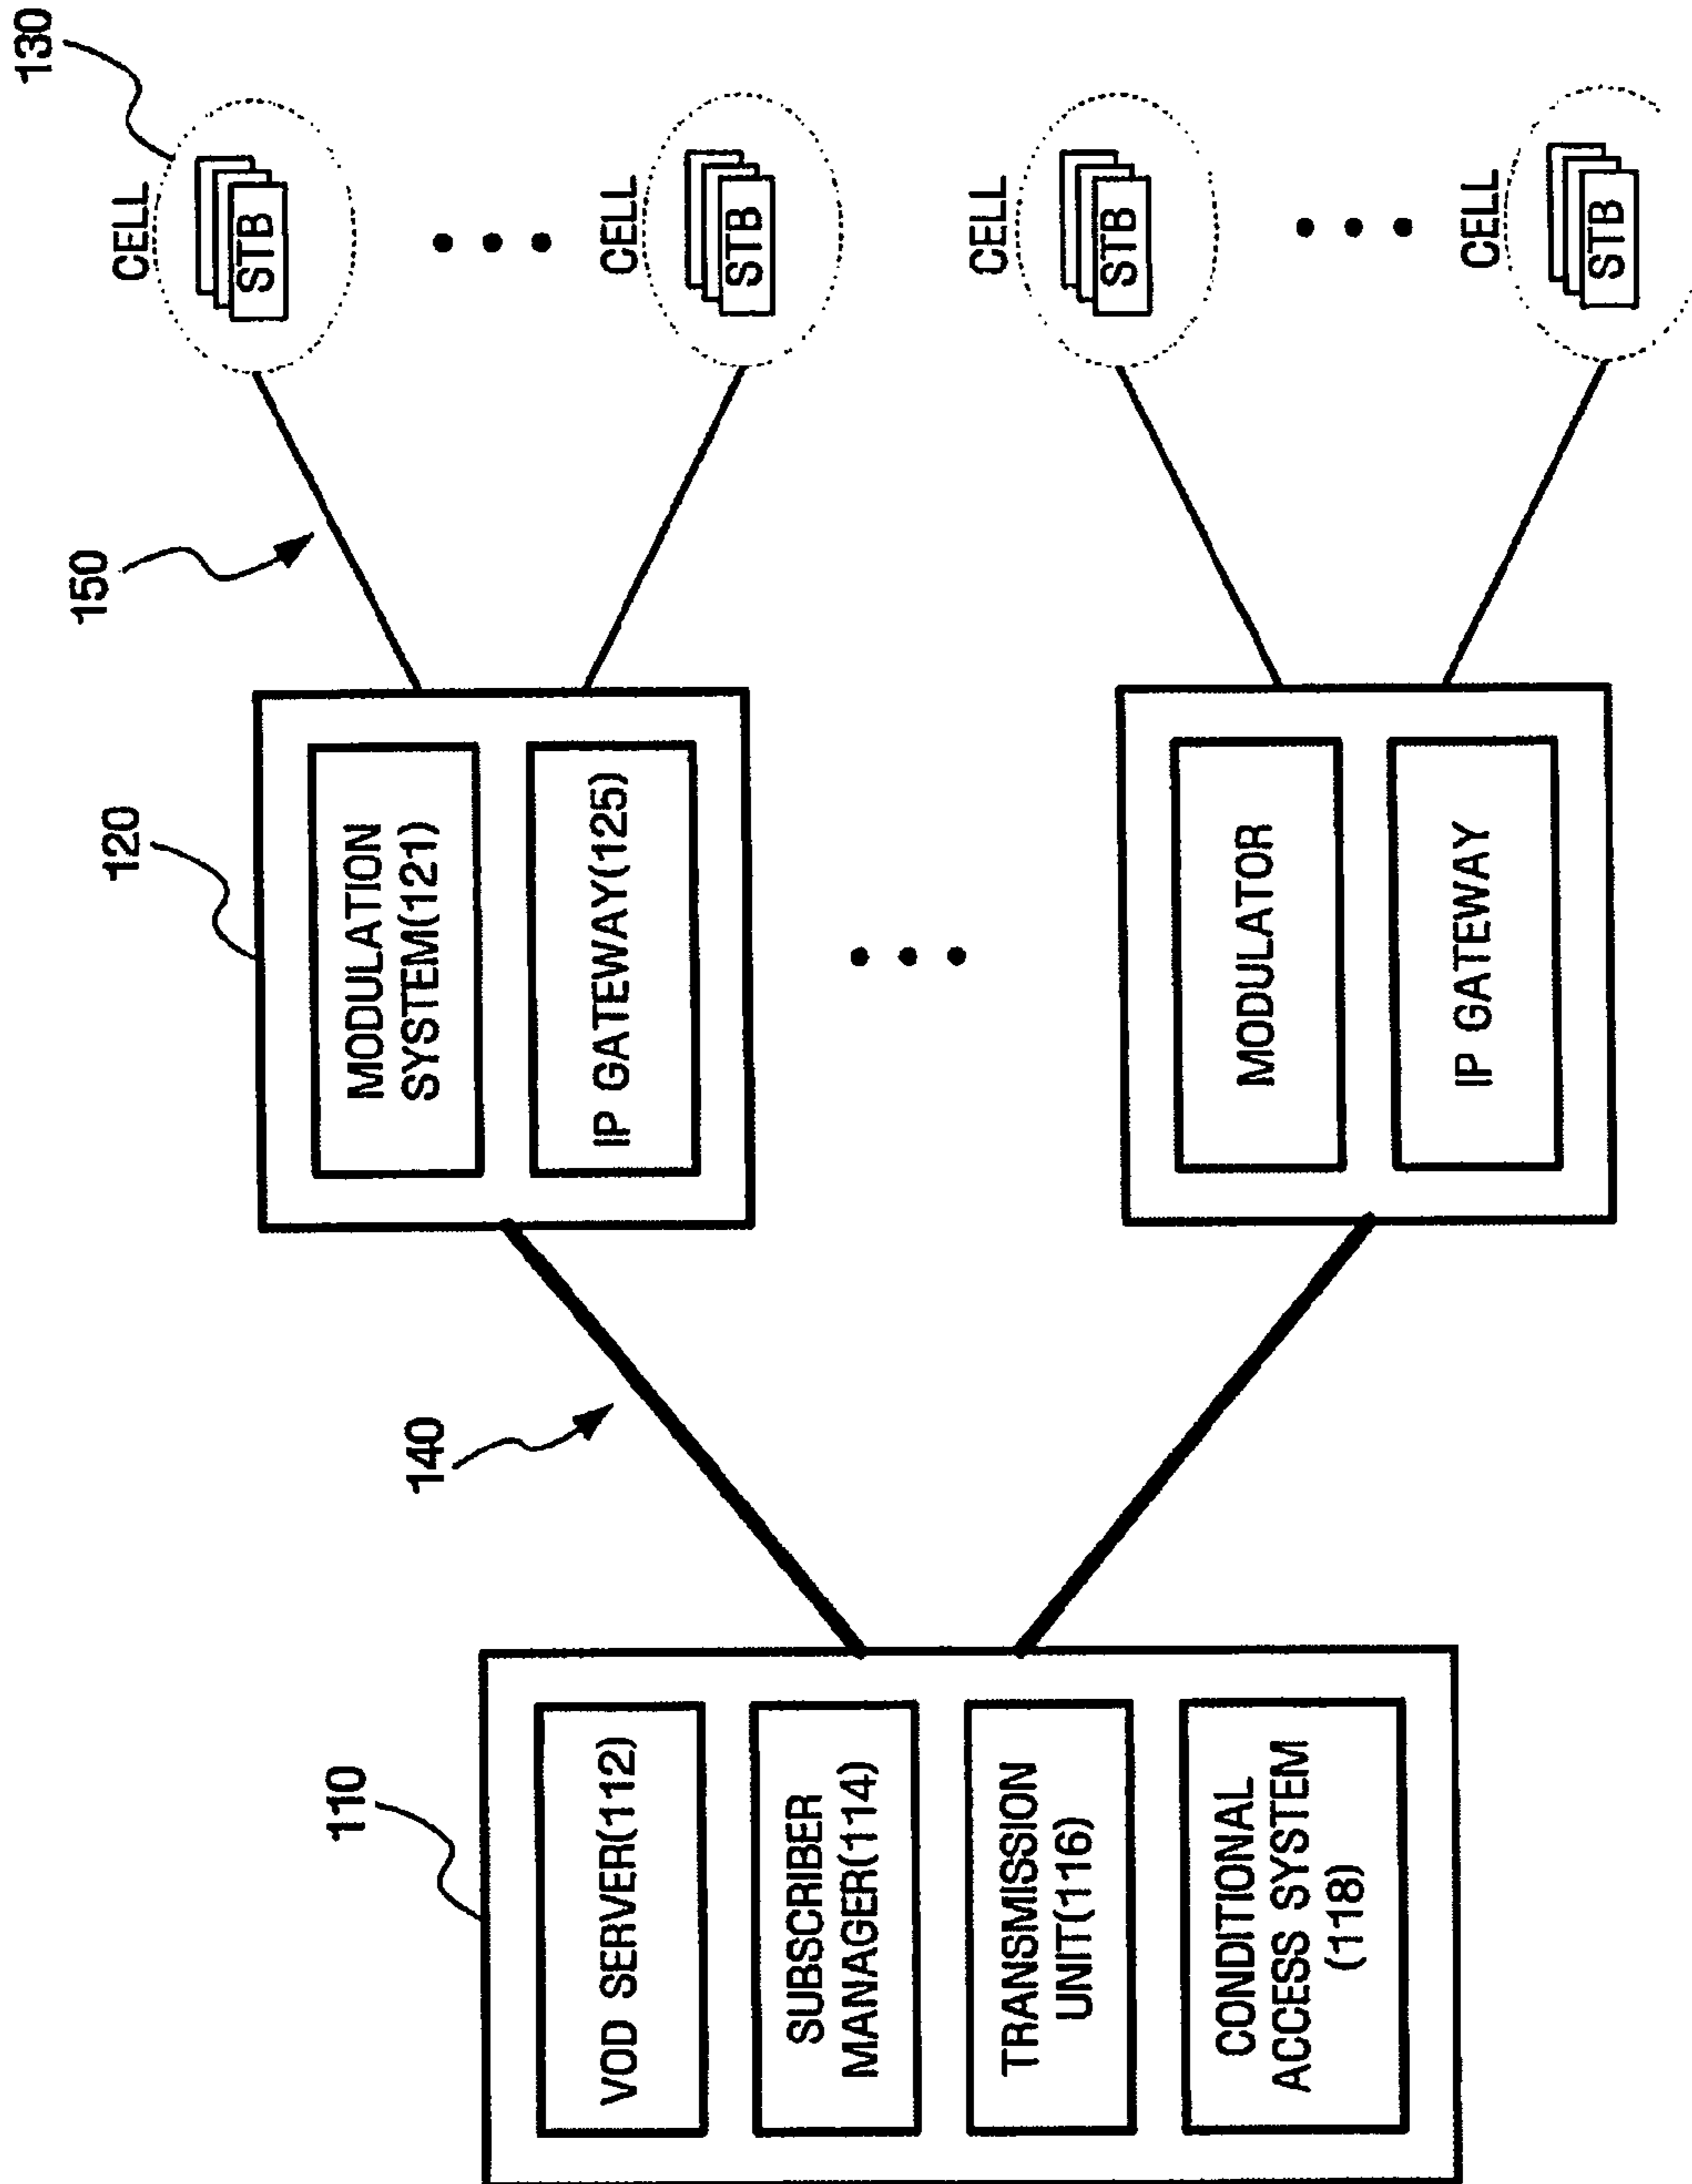 110
VOD SERVER(112)
SUBSCRIBER
MANAGER(114)
TRANSMISSION
UNIT(116)
CONDITIONAL
ACCESS SYSTEM
(118)
140
120
MODULATION
SYSTEM(121)
IP GATEWAY(125)
MODULATOR
IP GATEWAY
150
130
CELL
STB
CELL
STB
CELL
STB
CELL
STB